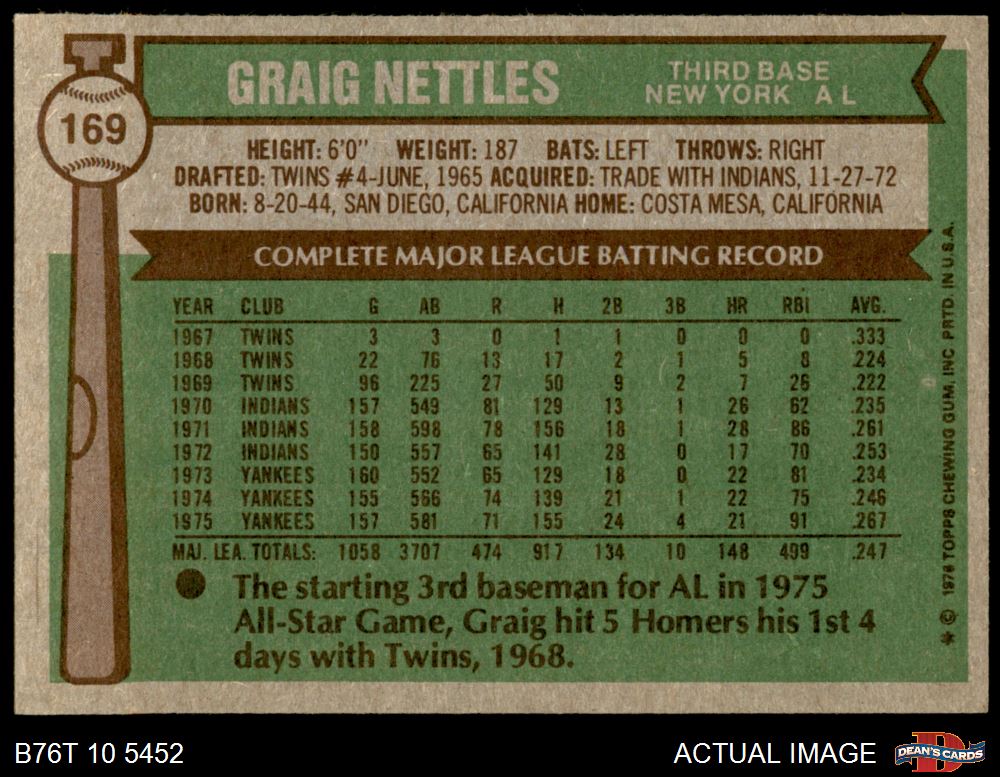 GRAIG NETTLES
THIRD BASE
NEW YORK A L
169
HEIGHT: 6'0" WEIGHT: 187 BATS: LEFT THROWS: RIGHT
DRAFTED: TWINS #4-JUNE, 1965 ACQUIRED: TRADE WITH INDIANS, 11-27-72
BORN: 8-20-44, SAN DIEGO, CALIFORNIA HOME: COSTA MESA, CALIFORNIA
COMPLETE MAJOR LEAGUE BATTING RECORD
YEAR CLUB G AB R H 2B 3B HR RBI AVG.
1967 TWINS 3 3 0 1 1 0 0 0 .333
1968 TWINS 22 76 13 17 2 1 5 8 .224
1969 TWINS 96 225 27 50 9 2 7 26 .222
1970 INDIANS 157 549 81 129 13 1 26 62 .235
1971 INDIANS 158 598 78 156 18 1 28 86 .261
1972 INDIANS 150 557 65 141 28 0 17 70 .253
1973 YANKEES 160 552 65 129 18 0 22 81 .234
1974 YANKEES 155 566 74 139 21 1 22 75 .246
1975 YANKEES 157 581 71 155 24 4 21 91 .267
MAJ. LEA. TOTALS: 1058 3707 474 917 134 10 148 499 .247
The starting 3rd baseman for AL in 1975
All-Star Game, Graig hit 5 Homers his 1st 4
days with Twins, 1968.
* © 1976 TOPPS CHEWING GUM, INC. PRTD. IN U.S.A.
B76T 10 5452
ACTUAL IMAGE
DEAN'S CARDS